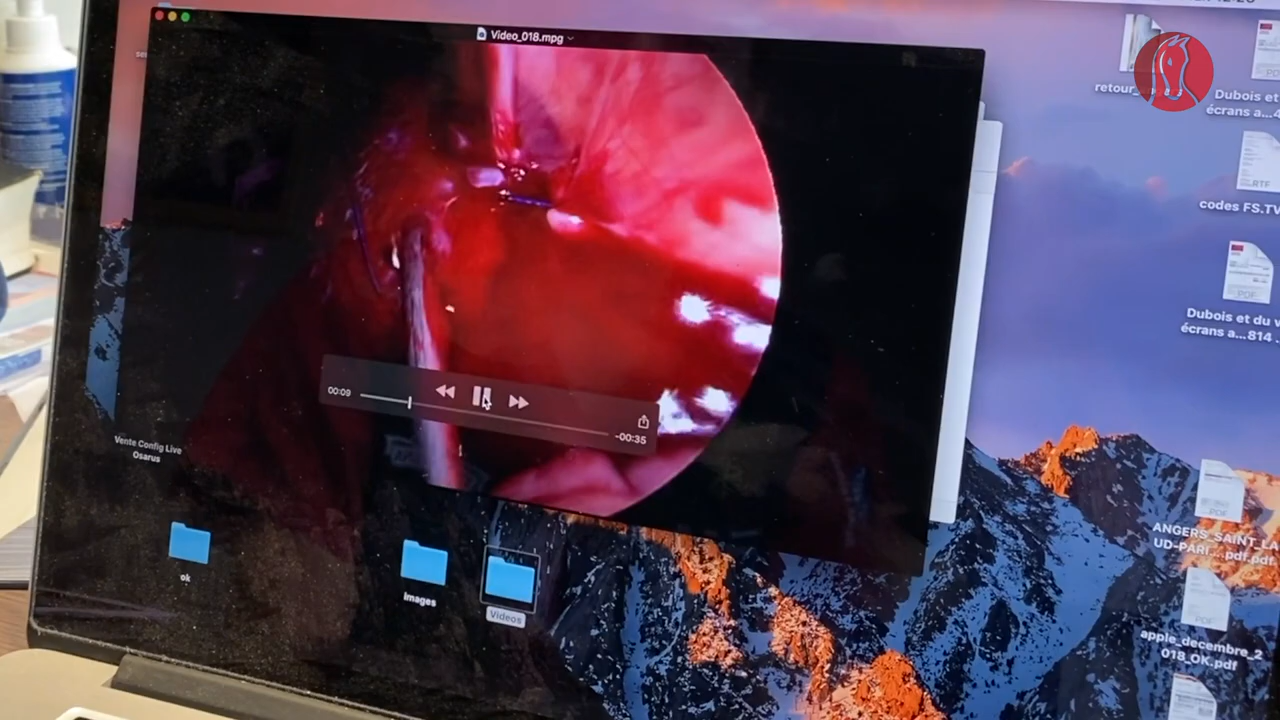 Video_018.mpg
00:09
-00:35
Vente Config Live
Osarus
ok
Images
Videos
Dubois et
écrans a...4
RTF
codes FS.TV
PDF
Dubois et du v
écrans a...814
PDF
ANGERS_SAINT_LA
UD-PARI ...pdf.pdf
PDF
apple_decembre_2
018_OK.pdf